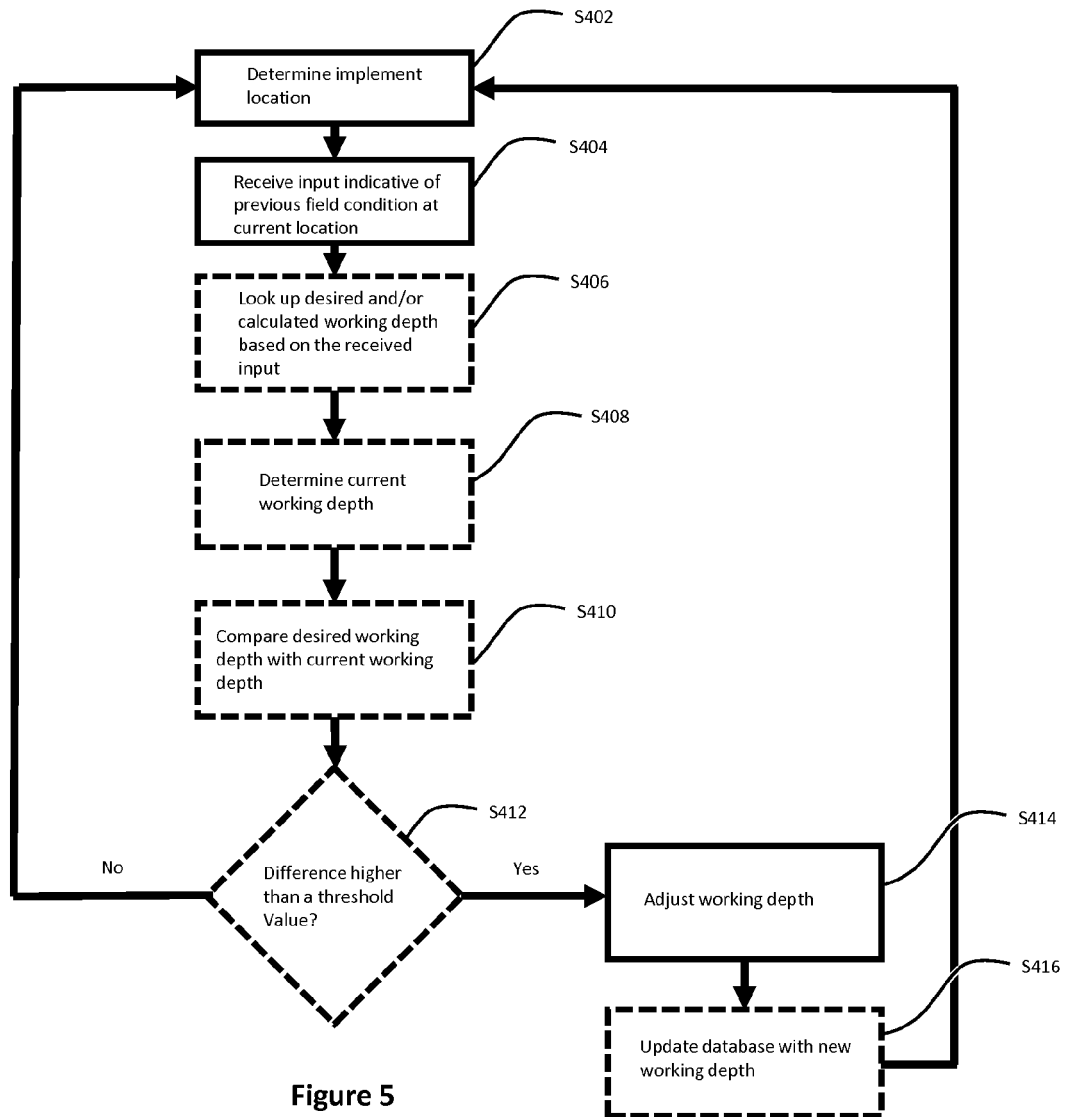 S402
Determine implement
location
S404
Receive input indicative of
previous field condition at
current location
S406
Look up desired and/or
calculated working depth
based on the received
input
S408
Determine current
working depth
S410
Compare desired working
depth with current working
depth
S412
Difference higher
than a threshold
Value?
No
Yes
S414
Adjust working depth
S416
Update database with new
working depth
Figure 5